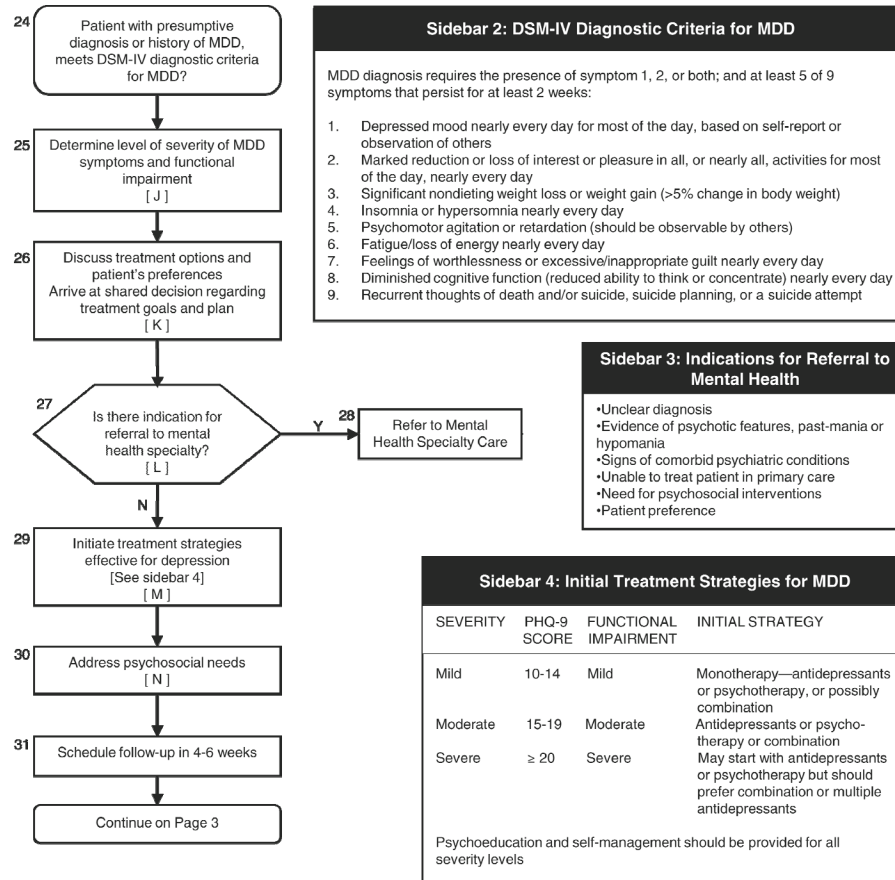 24
Patient with presumptive
diagnosis or history of MDD,
meets DSM-IV diagnostic criteria
for MDD?
25
Determine level of severity of MDD
symptoms and functional
impairment
[ J ]
26
Discuss treatment options and
patient's preferences
Arrive at shared decision regarding
treatment goals and plan
[ K ]
27
Is there indication for
referral to mental
health specialty?
[ L ]
Y
28
Refer to Mental
Health Specialty Care
N
29
Initiate treatment strategies
effective for depression
[See sidebar 4]
[ M ]
30
Address psychosocial needs
[ N ]
31
Schedule follow-up in 4-6 weeks
Continue on Page 3
Sidebar 2: DSM-IV Diagnostic Criteria for MDD
MDD diagnosis requires the presence of symptom 1, 2, or both; and at least 5 of 9
symptoms that persist for at least 2 weeks:
1. Depressed mood nearly every day for most of the day, based on self-report or
observation of others
2. Marked reduction or loss of interest or pleasure in all, or nearly all, activities for most
of the day, nearly every day
3. Significant nondieting weight loss or weight gain (>5% change in body weight)
4. Insomnia or hypersomnia nearly every day
5. Psychomotor agitation or retardation (should be observable by others)
6. Fatigue/loss of energy nearly every day
7. Feelings of worthlessness or excessive/inappropriate guilt nearly every day
8. Diminished cognitive function (reduced ability to think or concentrate) nearly every day
9. Recurrent thoughts of death and/or suicide, suicide planning, or a suicide attempt
Sidebar 3: Indications for Referral to
Mental Health
•Unclear diagnosis
•Evidence of psychotic features, past-mania or
hypomania
•Signs of comorbid psychiatric conditions
•Unable to treat patient in primary care
•Need for psychosocial interventions
•Patient preference
Sidebar 4: Initial Treatment Strategies for MDD
SEVERITY PHQ-9 FUNCTIONAL INITIAL STRATEGY
SCORE IMPAIRMENT
Mild 10-14 Mild Monotherapy—antidepressants
or psychotherapy, or possibly
combination
Moderate 15-19 Moderate Antidepressants or psycho-
therapy or combination
Severe ≥ 20 Severe May start with antidepressants
or psychotherapy but should
prefer combination or multiple
antidepressants
Psychoeducation and self-management should be provided for all
severity levels